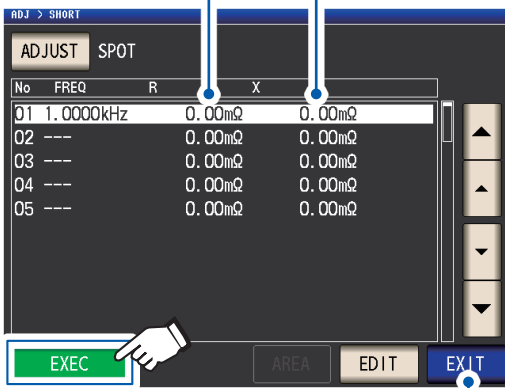 ADJ > SHORT
ADJUST SPOT
No FREQ R X
01 1.0000kHz 0.00mΩ 0.00mΩ
02 --- 0.00mΩ 0.00mΩ
03 --- 0.00mΩ 0.00mΩ
04 --- 0.00mΩ 0.00mΩ
05 --- 0.00mΩ 0.00mΩ
EXEC AREA EDIT EXIT